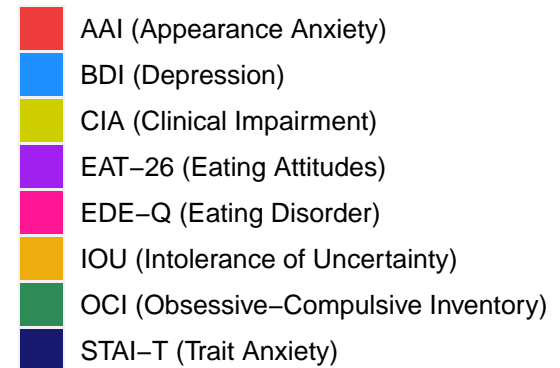 AAI (Appearance Anxiety)
BDI (Depression)
CIA (Clinical Impairment)
EAT−26 (Eating Attitudes)
EDE−Q (Eating Disorder)
IOU (Intolerance of Uncertainty)
OCI (Obsessive−Compulsive Inventory)
STAI−T (Trait Anxiety)